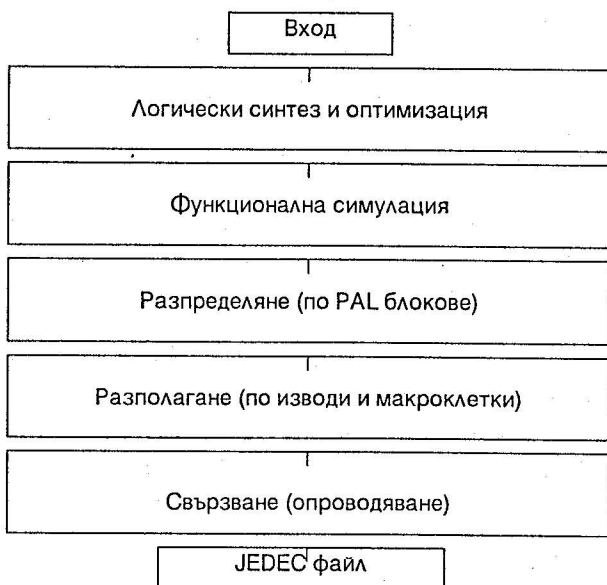 Вход
Логически синтез и оптимизация
Функционална симулация
Разпределяне (по PAL блокове)
Разполагане (по изводи и макроклетки)
Свързване (опроводяване)
JEDEC файл